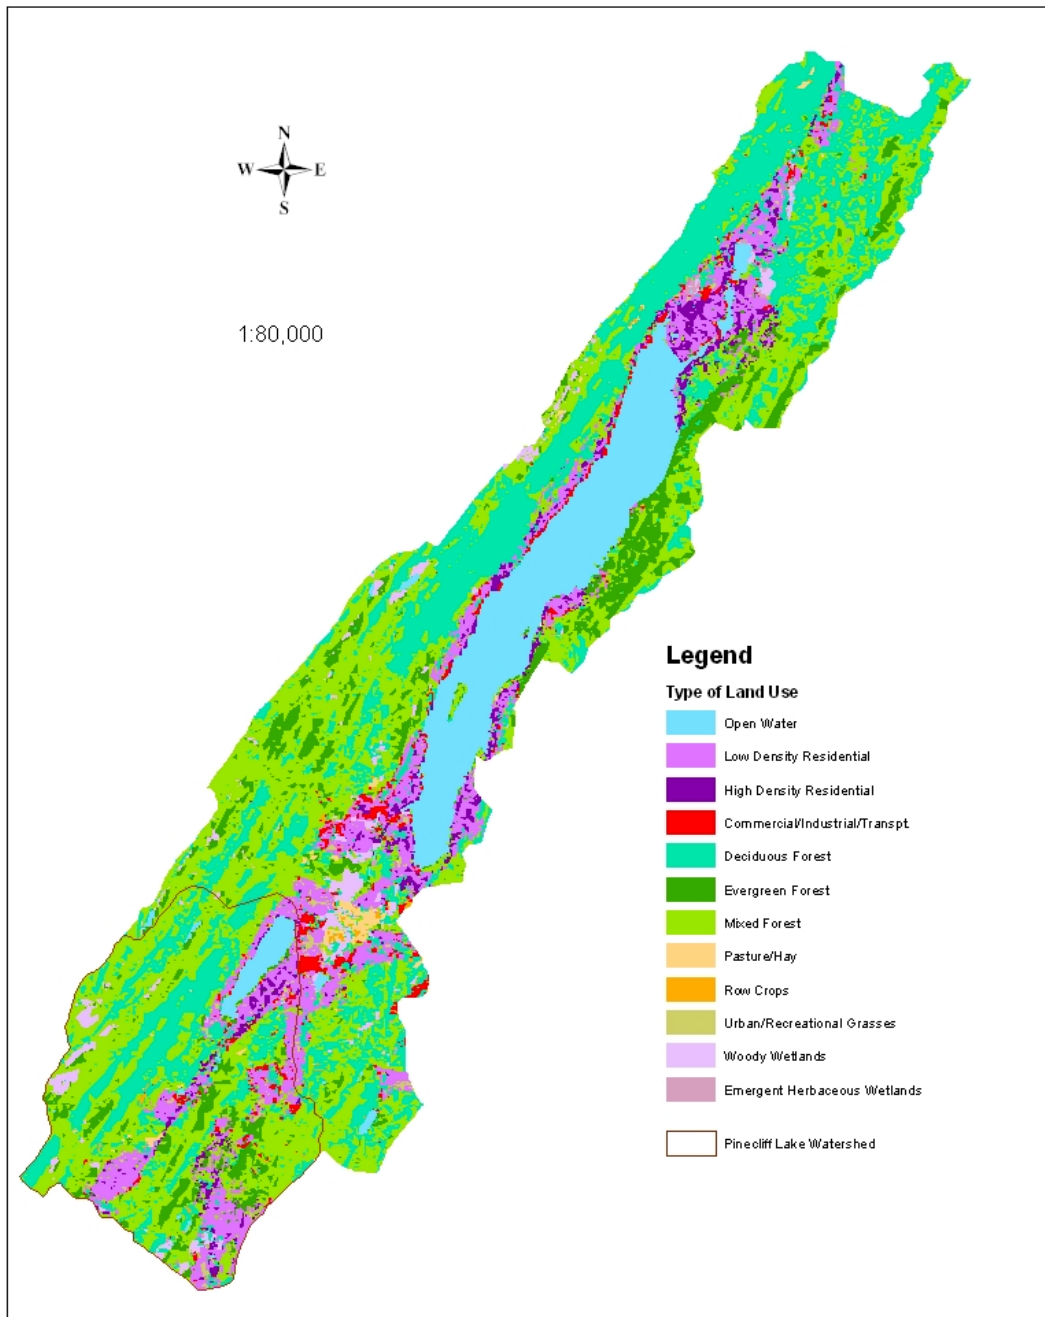 N
W E
S
1:80,000
Legend
Type of Land Use
Open Water
Low Density Residential
High Density Residential
Commercial/Industrial/Transpt.
Deciduous Forest
Evergreen Forest
Mixed Forest
Pasture/Hay
Row Crops
Urban/Recreational Grasses
Woody Wetlands
Emergent Herbaceous Wetlands
Pinecliff Lake Watershed